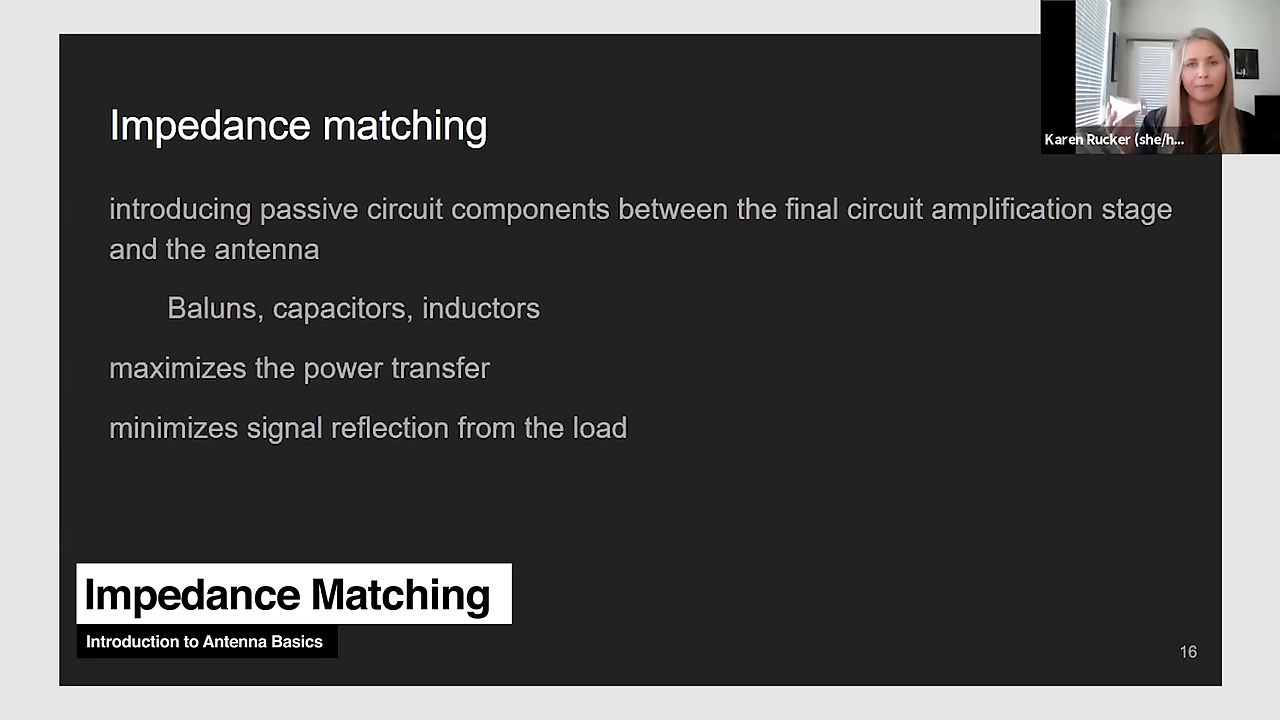 Impedance matching
Karen Rucker (she/h...
introducing passive circuit components between the final circuit amplification stage
and the antenna
Baluns, capacitors, inductors
maximizes the power transfer
minimizes signal reflection from the load
Impedance Matching
Introduction to Antenna Basics
16